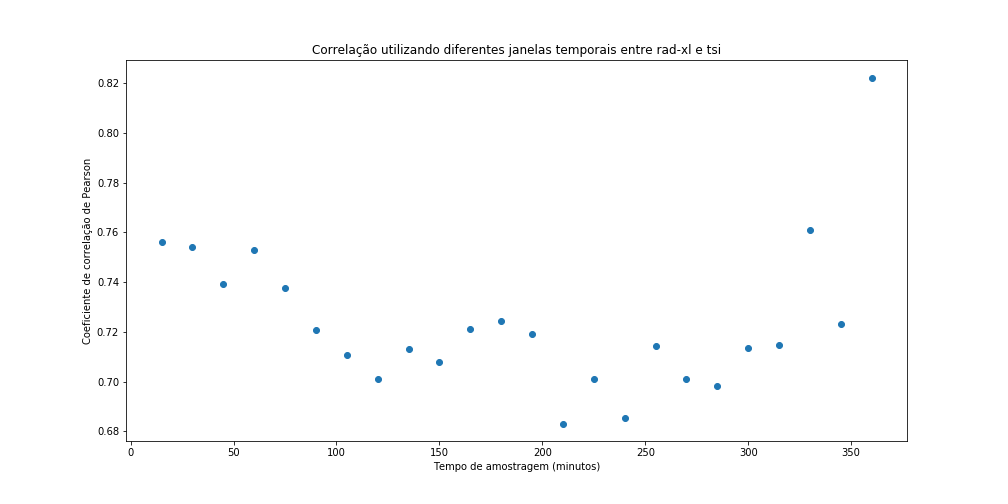 Correlação utilizando diferentes janelas temporais entre rad-xl e tsi
Coeficiente de correlação de Pearson
0.82
0.80
0.78
0.76
0.74
0.72
0.70
0.68
0 50 100 150 200 250 300 350
Tempo de amostragem (minutos)